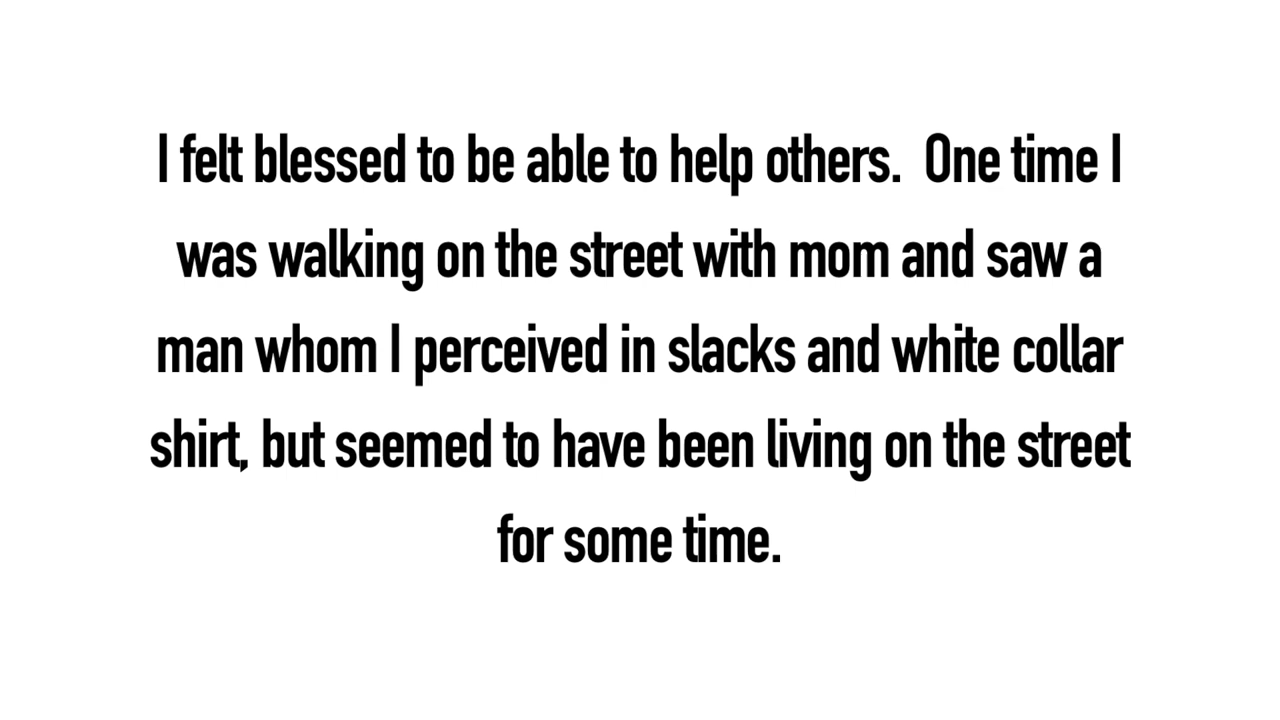 I felt blessed to be able to help others.  One time I
was walking on the street with mom and saw a
man whom I perceived in slacks and white collar
shirt, but seemed to have been living on the street
for some time.